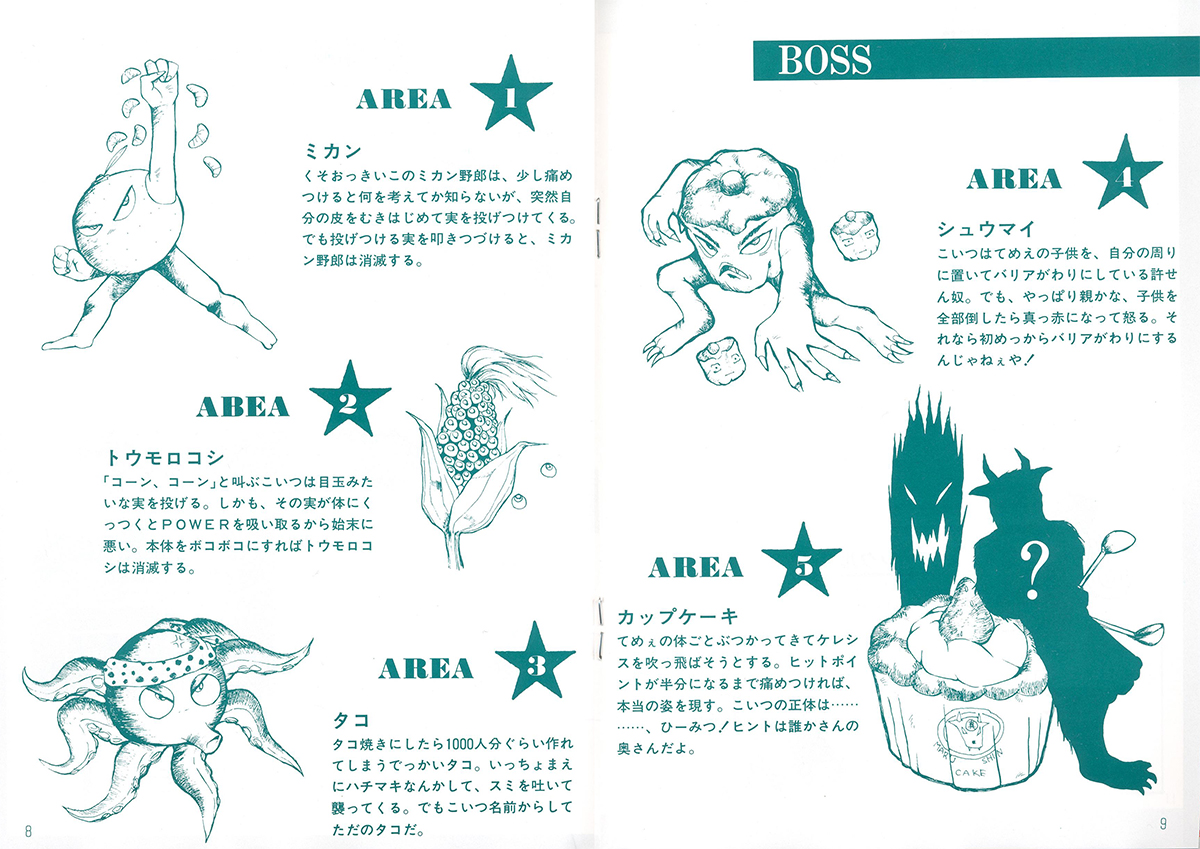 AREA 1
ミカン
くそおっきいこのミカン野郎は、少し痛め
つけると何を考えてか知らないが、突然自
分の皮をむきはじめて実を投げつけてくる。
でも投げつける実を叩きつづけると、ミカ
ン野郎は消滅する。
ABEA 2
トウモロコシ
「コーン、コーン」と叫ぶこいつは目玉みた
いな実を投げる。しかも、その実が体にく
っつくとPOWERを吸い取るから始末に
悪い。本体をボコボコにすればトウモロコ
シは消滅する。
AREA 3
タコ
タコ焼きにしたら1000人分ぐらい作れ
てしまうでっかいタコ。いっちょまえ
にハチマキなんかして、スミを吐いて
襲ってくる。でもこいつ名前からして
ただのタコだ。
8
BOSS
AREA 4
シュウマイ
こいつはてめえの子供を、自分の周り
に置いてバリアがわりにしている許せ
ん奴。でも、やっぱり親かな、子供を
全部倒したら真っ赤になって怒る。そ
れなら初めっからバリアがわりにする
んじゃねぇや!
AREA 5
カップケーキ
てめぇの体ごとぶつかってきてケレシ
スを吹っ飛ばそうとする。ヒットポイ
ントが半分になるまで痛めつければ、
本当の姿を現す。こいつの正体は……
……、ひーみつ!ヒントは誰かさんの
奥さんだよ。
?
MARU SHIN
CAKE
9